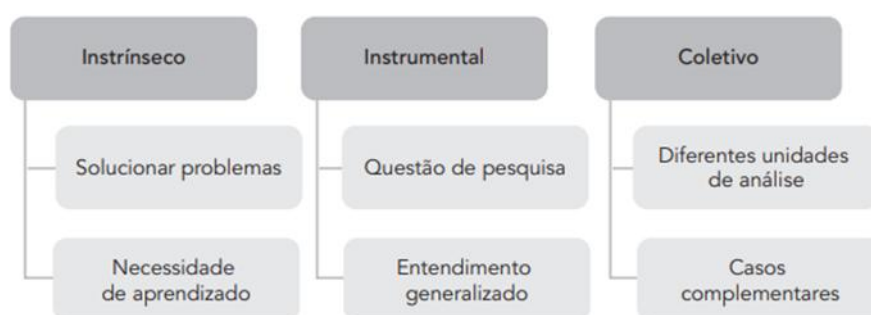 Instrínseco
Instrumental
Coletivo
Solucionar problemas
Questão de pesquisa
Diferentes unidades
de análise
Necessidade
de aprendizado
Entendimento
generalizado
Casos
complementares